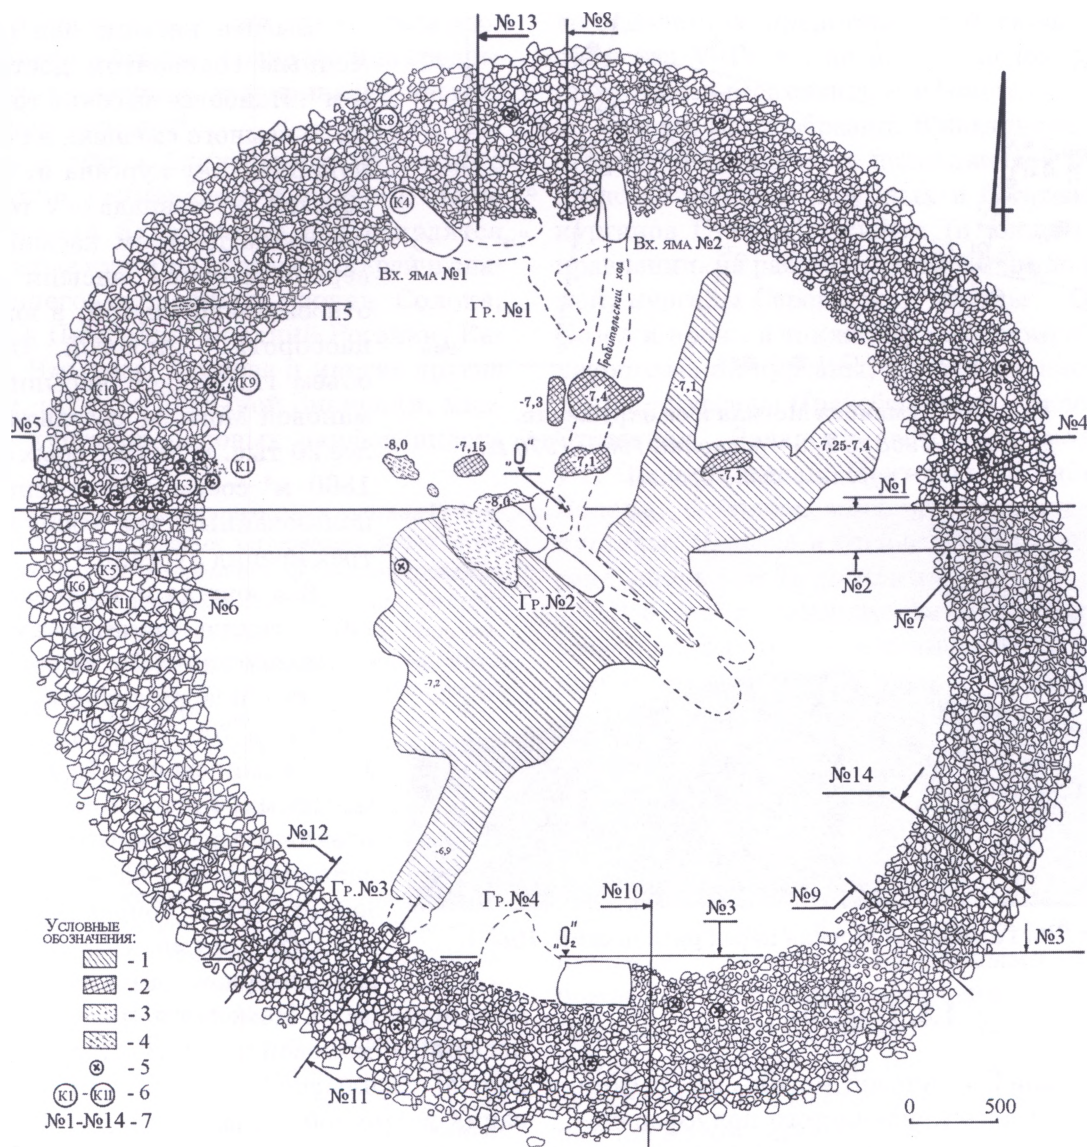 №13
№8
К8
К4
К7
Вх. яма №1
Вх. яма №2
Гр. №1
Грабительский ход
П.5
К9
К10
-7,3
-7,4
-7,1
-7,25-7,4
№5
№4
К2
К1
К3
-8,0
-7,15
-7,1
-7,1
№1
-8,0
К5
К6
К11
№6
Гр.№2
№2
№7
-7,2
№14
-6,9
№12
Гр.№3
Гр.№4
№10
№3
№9
№3
Условные
обозначения:
- 1
- 2
- 3
- 4
- 5
К1 - К11 - 6
№1-№14 - 7
№11
0 500